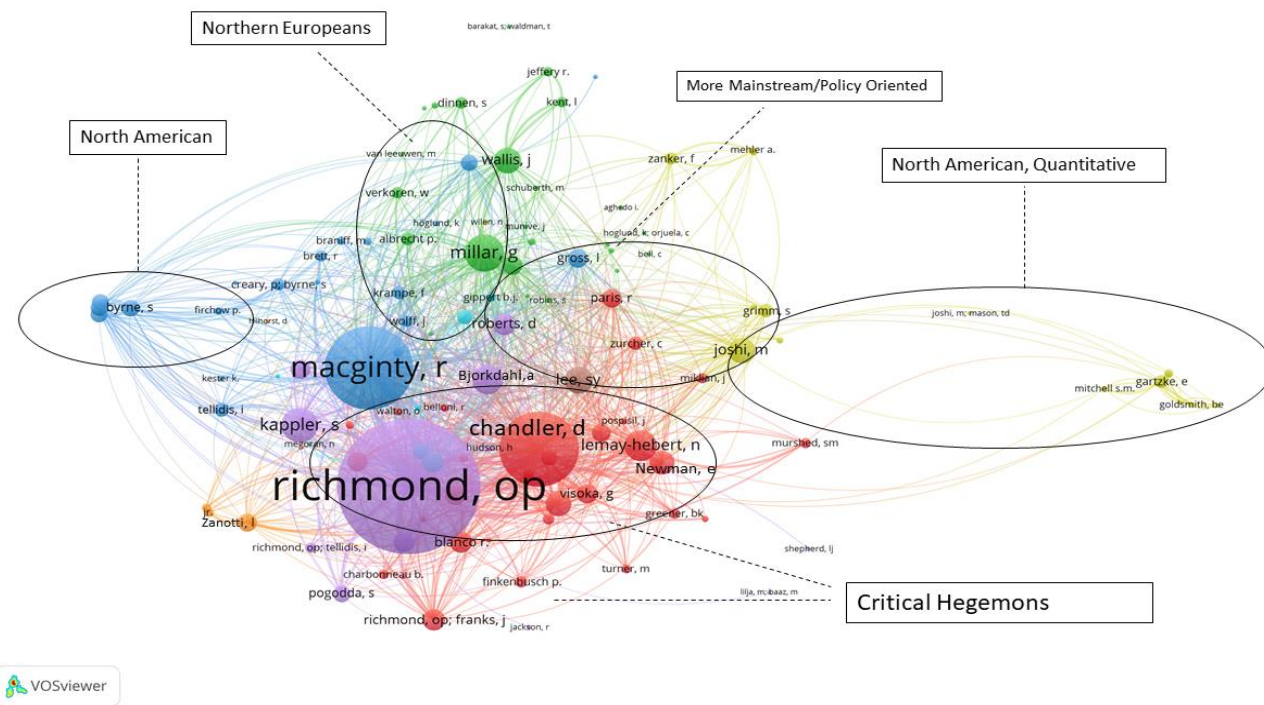 Northern Europeans
barakat, s; waldman, t
jeffery r.
More Mainstream/Policy Oriented
dinnen, s
kent, l
North American
van leeuwen, m
wallis, j
zanker, f
mehler a.
North American, Quantitative
verkoren, w
schuberth, m
aghedo i.
höglund, k
wilen, n
munive, j
hoglund, k; orjuela, c
braniff, m
albrecht p.
brett, r
millar, g
gross, l
bell, c
creary, p; byrne, s
krampe, f
gippert b.j.
robins, s
paris, r
byrne, s
firchow p.
hilhorst, d
wolff, j
roberts, d
grimm, s
joshi, m; mason, td
zurcher, c
joshi, m
macginty, r
Bjorkdahl,a
lee, sy
miklian, j
kester k.
gartzke, e
mitchell s.m.
goldsmith, be
tellidis, i
walton, o
belloni, r
kappler, s
chandler, d
pospisil, j
megoran, n
hudson, h
lemay-hebert, n
murshed, sm
Newman, e
richmond, op
visoka, g
jr.
Zanotti, l
greener, bk
richmond, op; tellidis, i
blanco r.
shepherd, lj
charbonneau b.
finkenbusch p.
turner, m
pogodda, s
lilja, m; baaz, m
Critical Hegemons
richmond, op; franks, j
jackson, r
VOSviewer